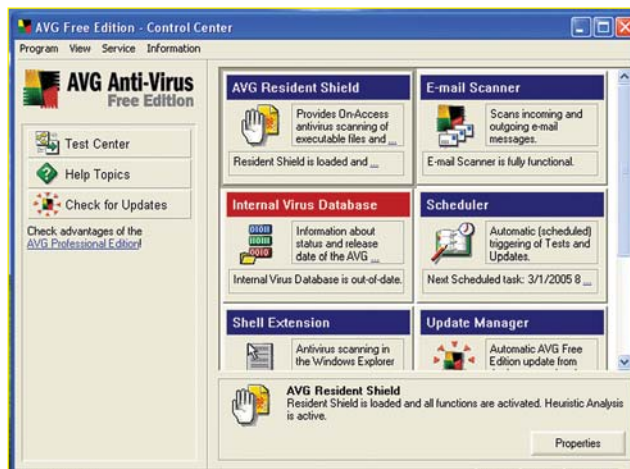 AVG Free Edition - Control Center
Program View Service Information
AVG Anti-Virus
Free Edition
Test Center
Help Topics
Check for Updates
Check advantages of the
AVG Professional Edition!
AVG Resident Shield
Provides On-Access
antivirus scanning of
executable files and ...
Resident Shield is loaded and ...
E-mail Scanner
Scans incoming and
outgoing e-mail
messages.
E-mail Scanner is fully functional.
Internal Virus Database
Information about
status and release
date of the AVG ...
Internal Virus Database is out-of-date.
Scheduler
Automatic (scheduled)
triggering of Tests and
Updates.
Next Scheduled task: 3/1/2005 8 ...
Shell Extension
Antivirus scanning in
the Windows Explorer
Update Manager
Automatic AVG Free
Edition update from
AVG Resident Shield
Resident Shield is loaded and all functions are activated. Heuristic Analysis
is active.
Properties